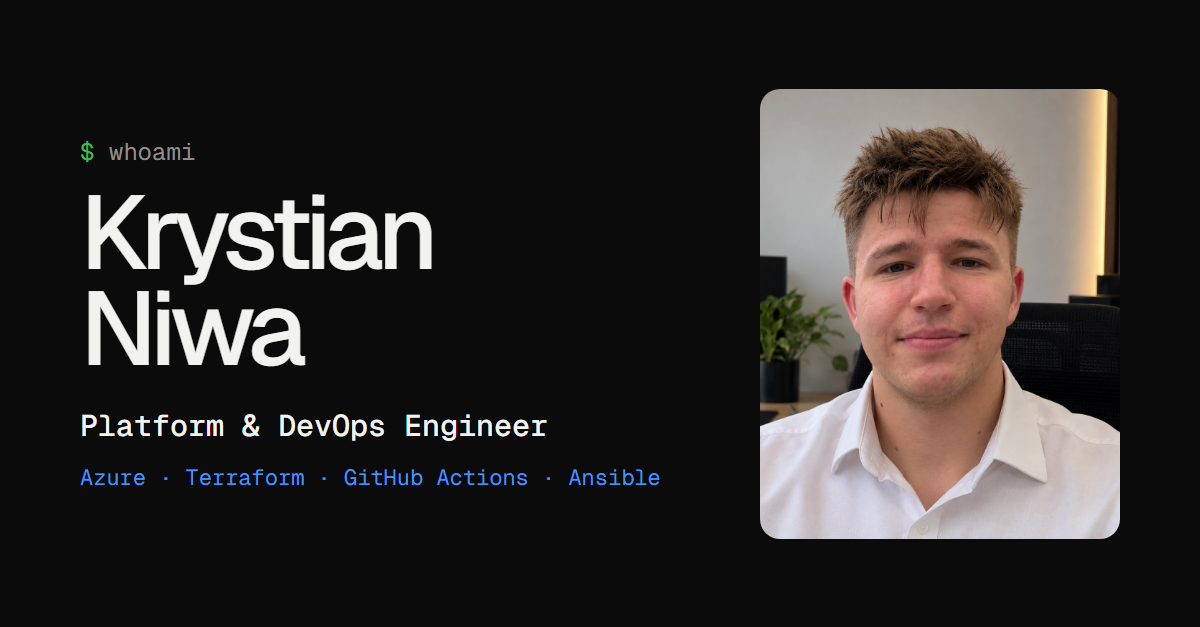 $ whoami
Krystian
Niwa
Platform & DevOps Engineer
Azure · Terraform · GitHub Actions · Ansible